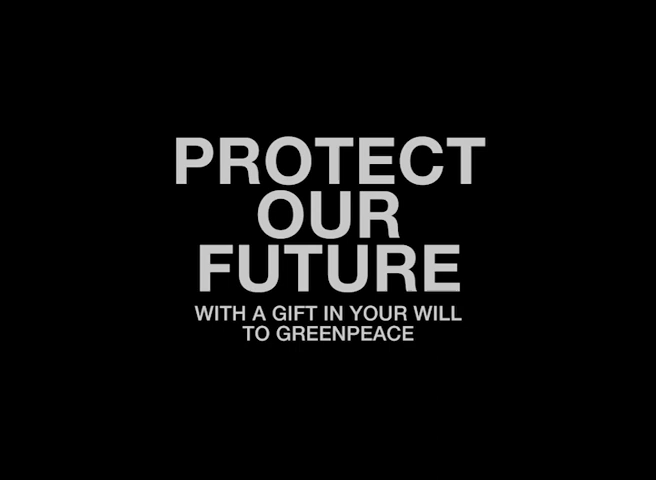 PROTECT
OUR
FUTURE
WITH A GIFT IN YOUR WILL
TO GREENPEACE